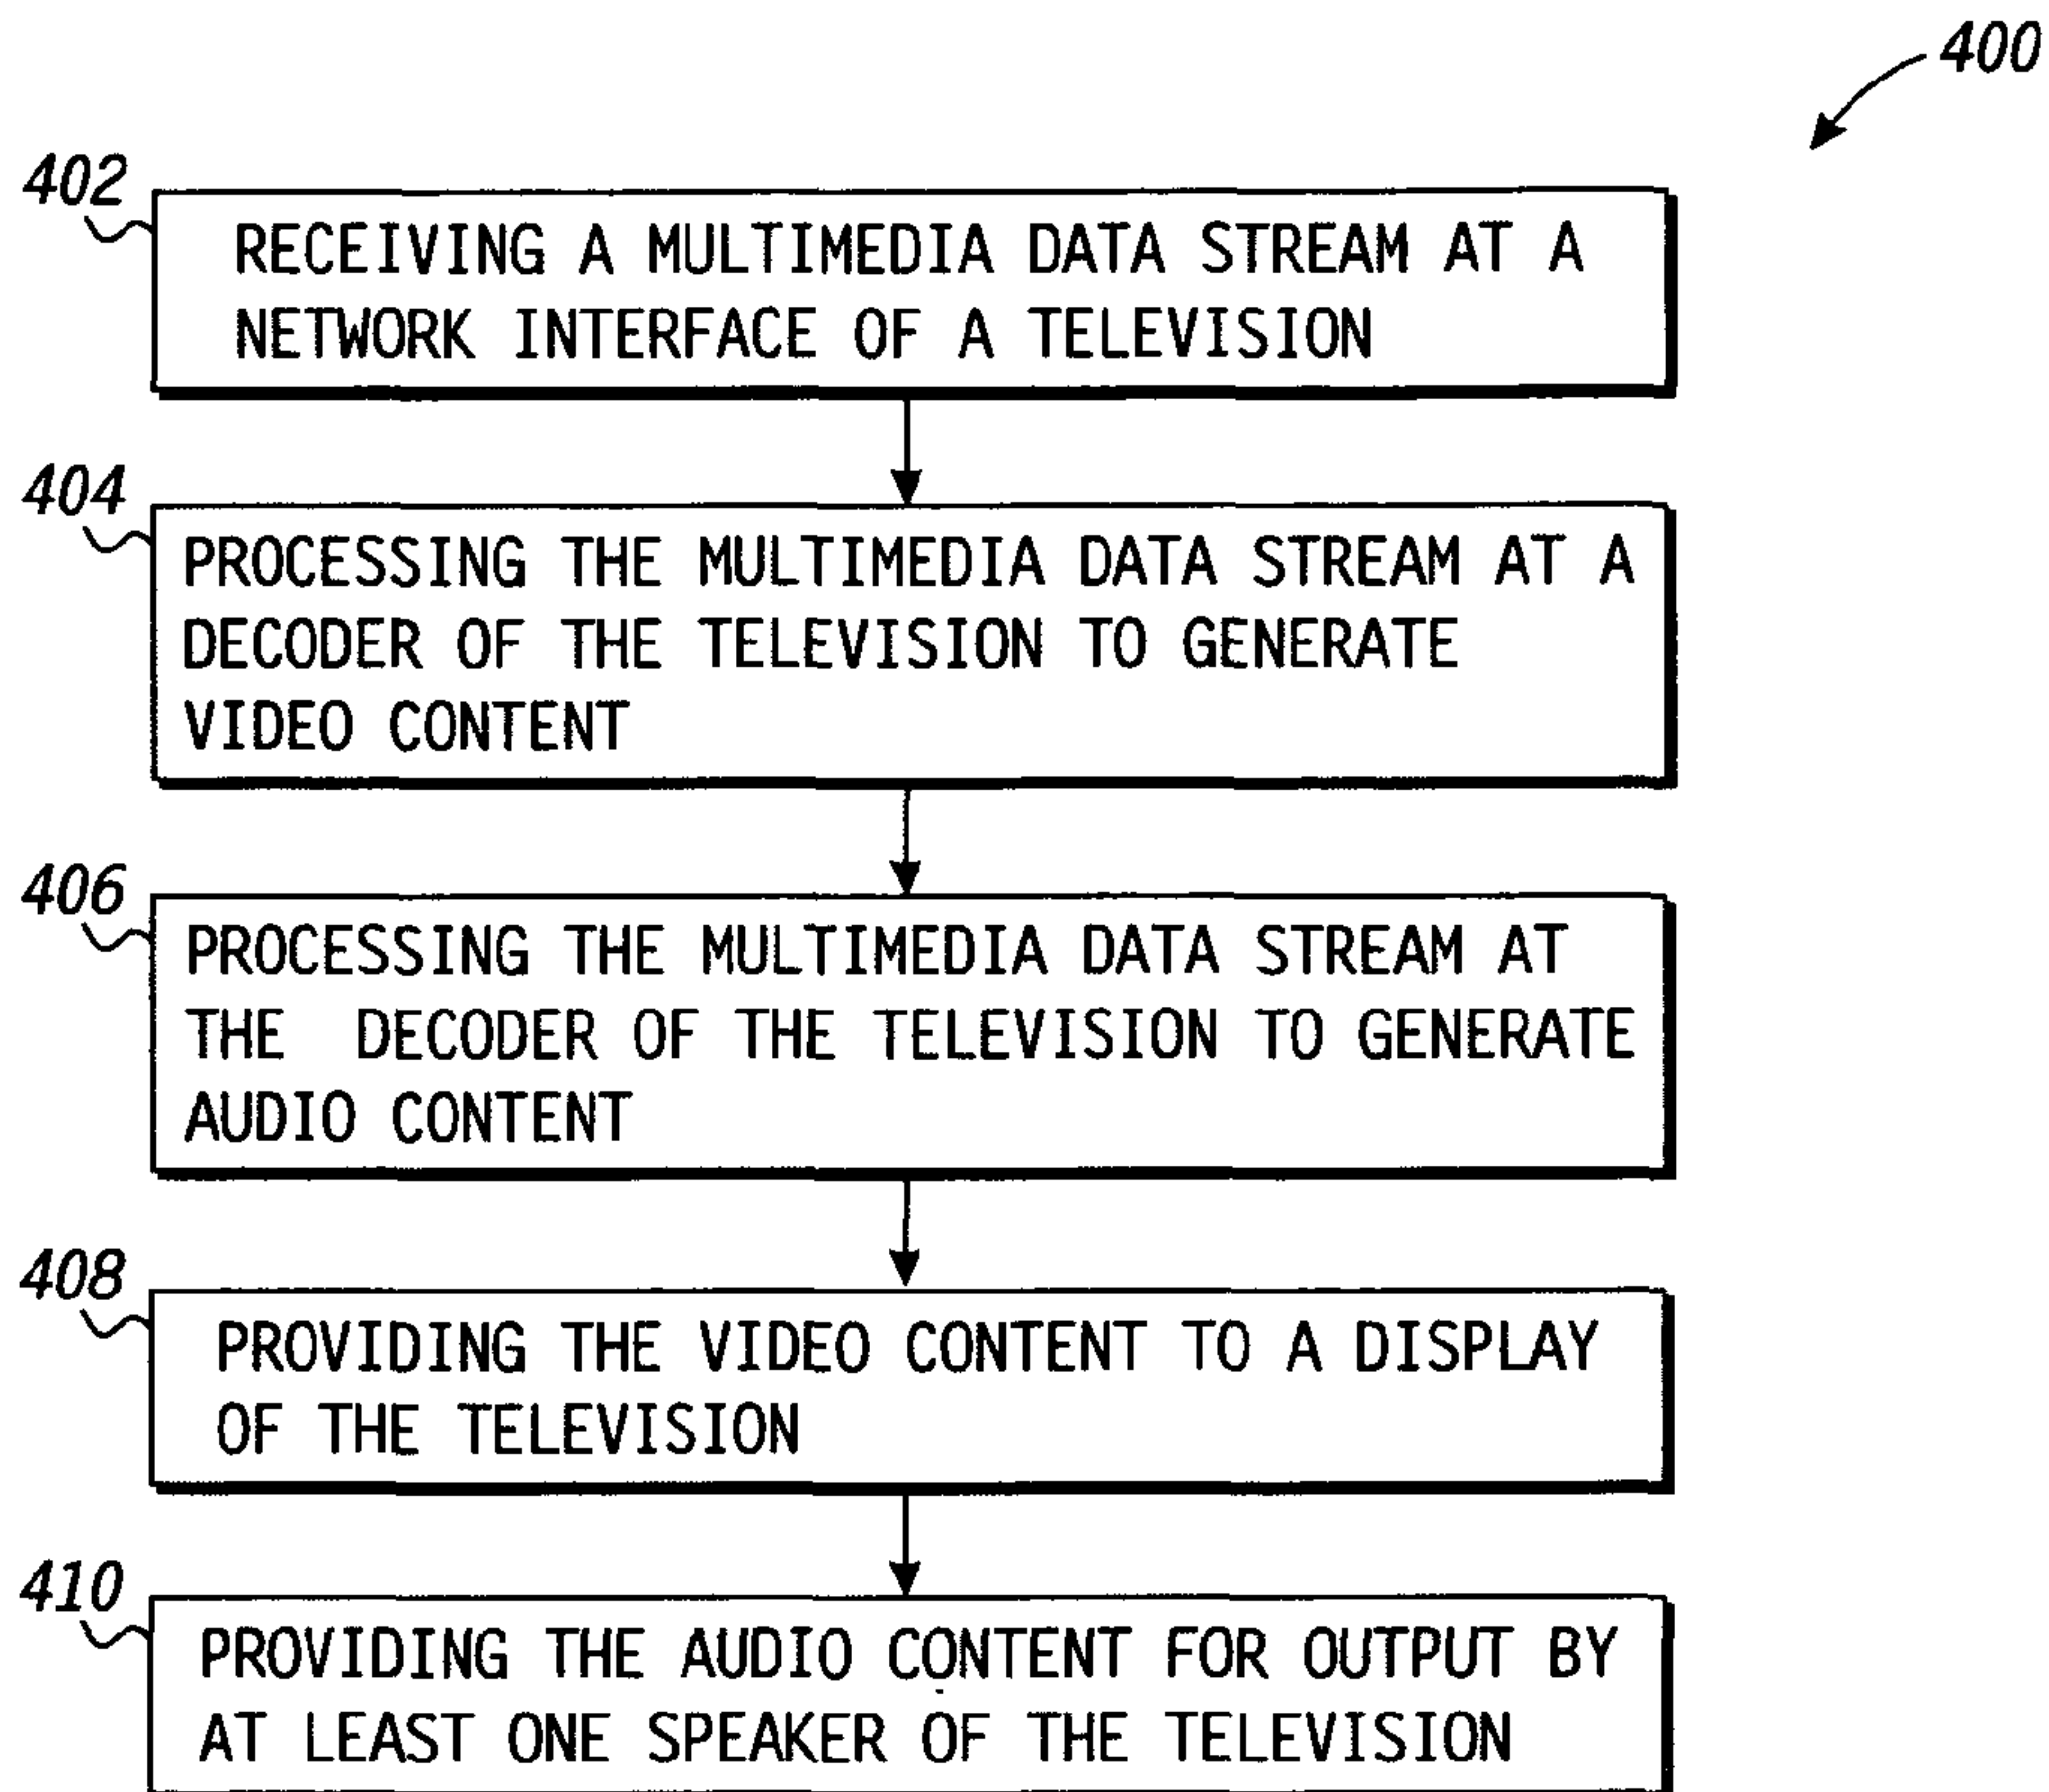 400
402
RECEIVING A MULTIMEDIA DATA STREAM AT A
NETWORK INTERFACE OF A TELEVISION
404
PROCESSING THE MULTIMEDIA DATA STREAM AT A
DECODER OF THE TELEVISION TO GENERATE
VIDEO CONTENT
406
PROCESSING THE MULTIMEDIA DATA STREAM AT
THE DECODER OF THE TELEVISION TO GENERATE
AUDIO CONTENT
408
PROVIDING THE VIDEO CONTENT TO A DISPLAY
OF THE TELEVISION
410
PROVIDING THE AUDIO CONTENT FOR OUTPUT BY
AT LEAST ONE SPEAKER OF THE TELEVISION